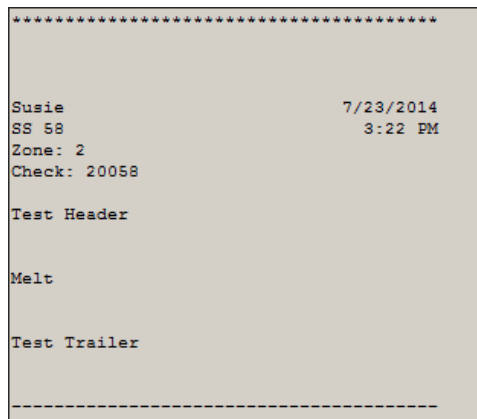 ****************************************
Susie 7/23/2014
SS 58 3:22 PM
Zone: 2
Check: 20058
Test Header
Melt
Test Trailer
----------------------------------------